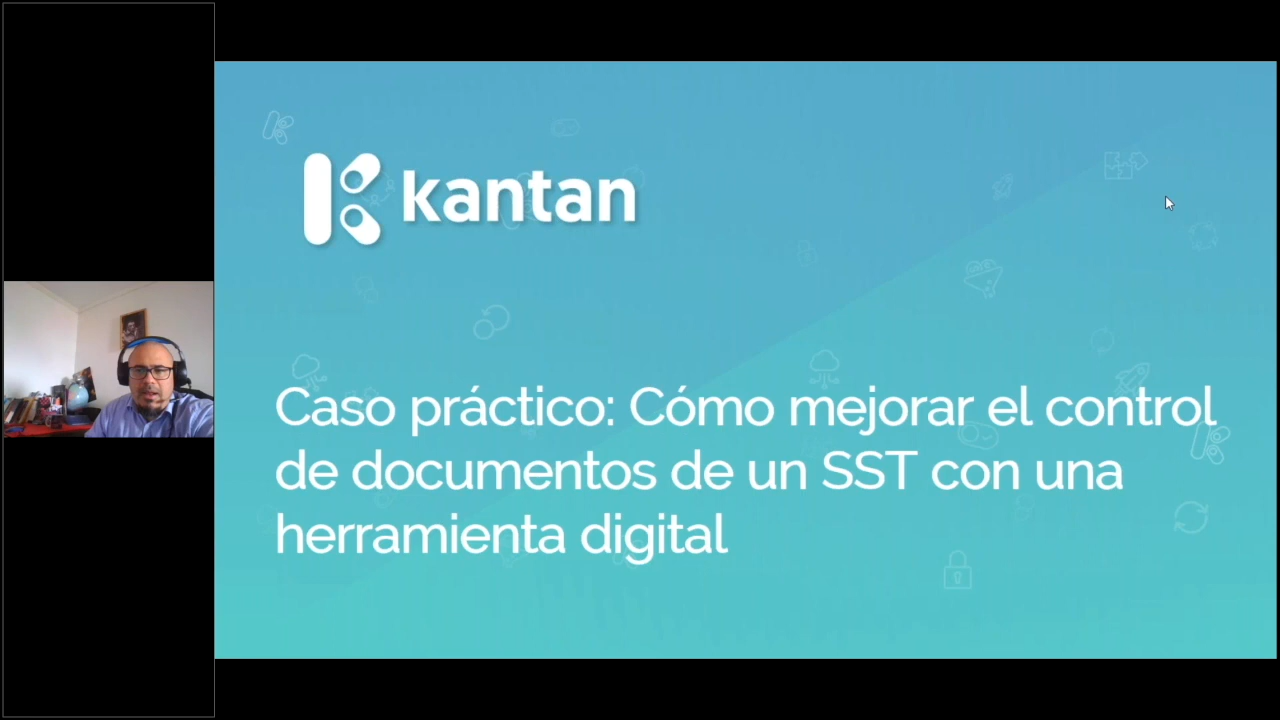 kantan
Caso práctico: Cómo mejorar el control
de documentos de un SST con una
herramienta digital